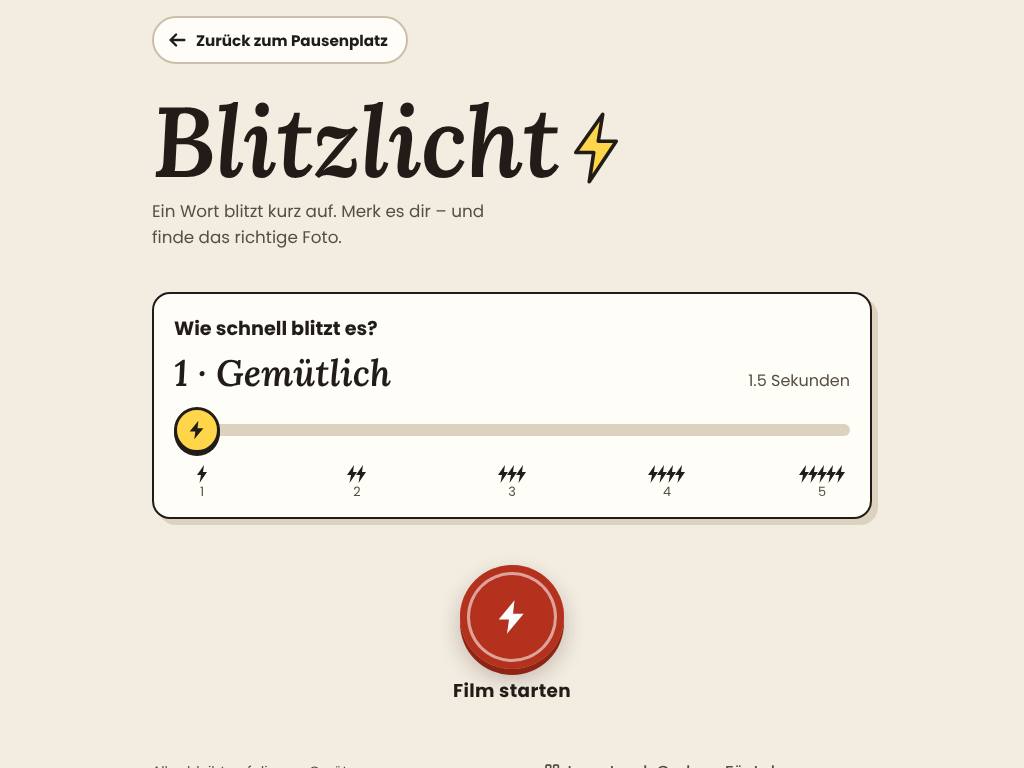 Zurück zum Pausenplatz
Blitzlicht
Ein Wort blitzt kurz auf. Merk es dir – und
finde das richtige Foto.
Wie schnell blitzt es?
1 · Gemütlich
1.5 Sekunden
1 2 3 4 5
Film starten